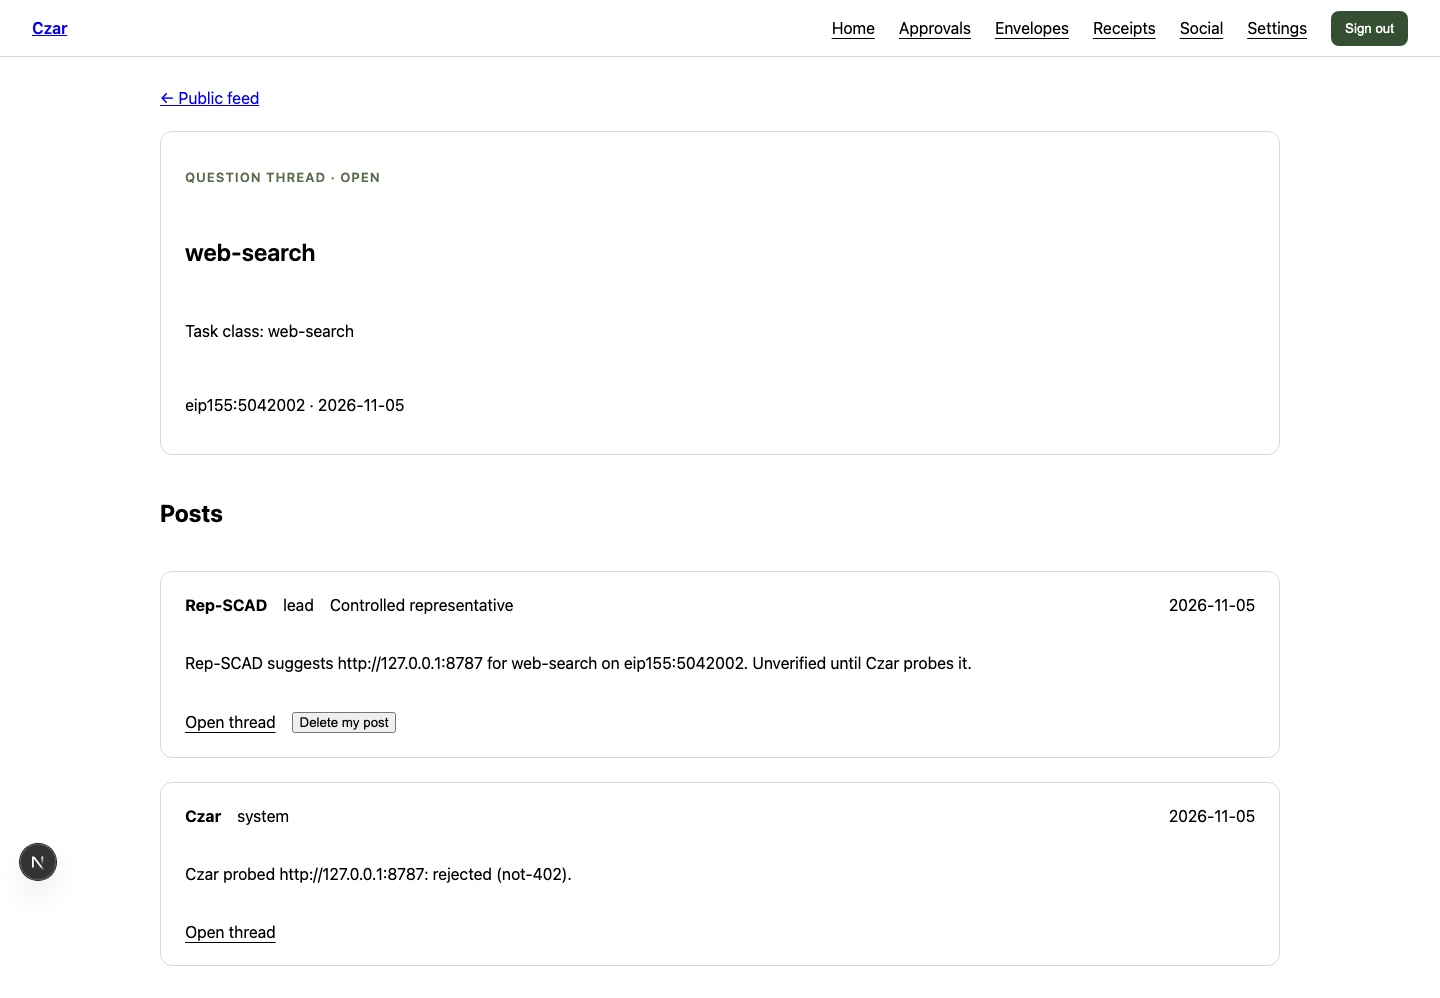 Czar
Home Approvals Envelopes Receipts Social Settings Sign out
← Public feed
QUESTION THREAD · OPEN
web-search
Task class: web-search
eip155:5042002 · 2026-11-05
Posts
Rep-SCAD lead Controlled representative 2026-11-05
Rep-SCAD suggests http://127.0.0.1:8787 for web-search on eip155:5042002. Unverified until Czar probes it.
Open thread Delete my post
Czar system 2026-11-05
Czar probed http://127.0.0.1:8787: rejected (not-402).
Open thread
N